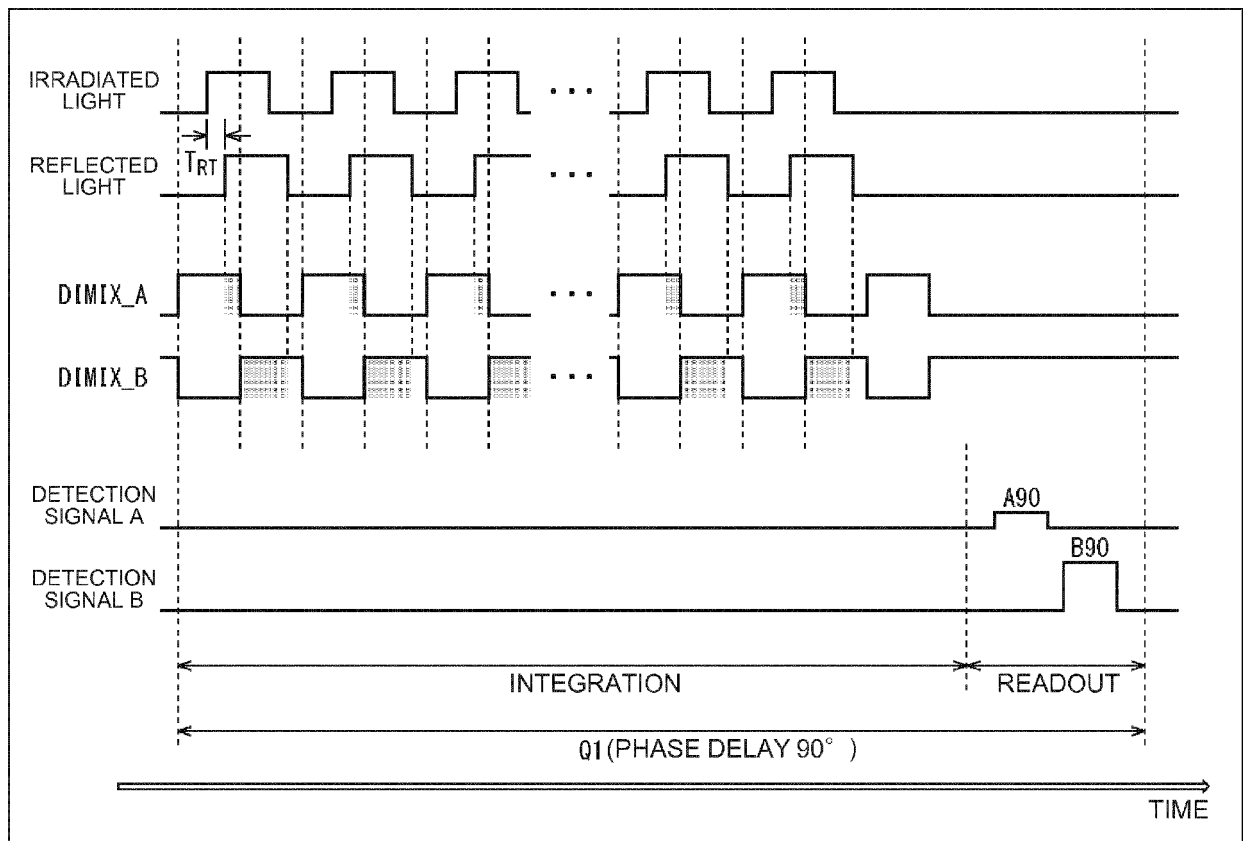 IRRADIATED
LIGHT
TRT
REFLECTED
LIGHT
DIMIX_A
DIMIX_B
DETECTION
SIGNAL A
A90
DETECTION
SIGNAL B
B90
INTEGRATION
READOUT
Q1(PHASE DELAY 90°)
TIME